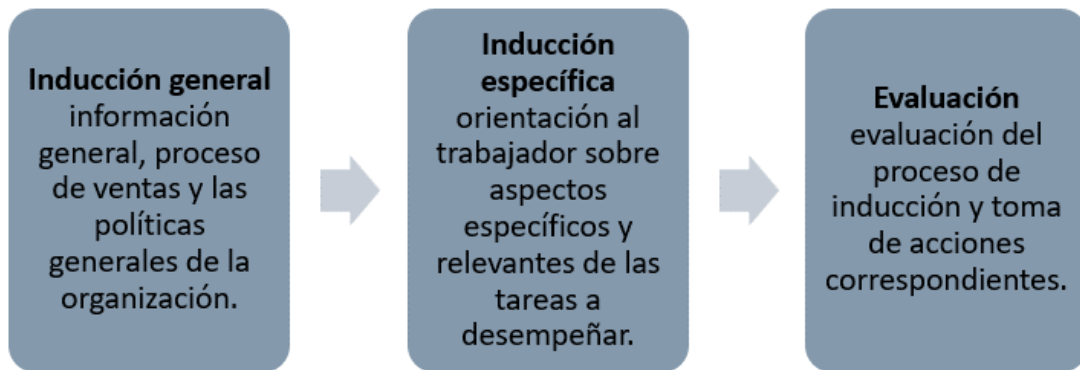 Inducción general
información
general, proceso
de ventas y las
políticas
generales de la
organización.
Inducción
específica
orientación al
trabajador sobre
aspectos
específicos y
relevantes de las
tareas a
desempeñar.
Evaluación
evaluación del
proceso de
inducción y toma
de acciones
correspondientes.